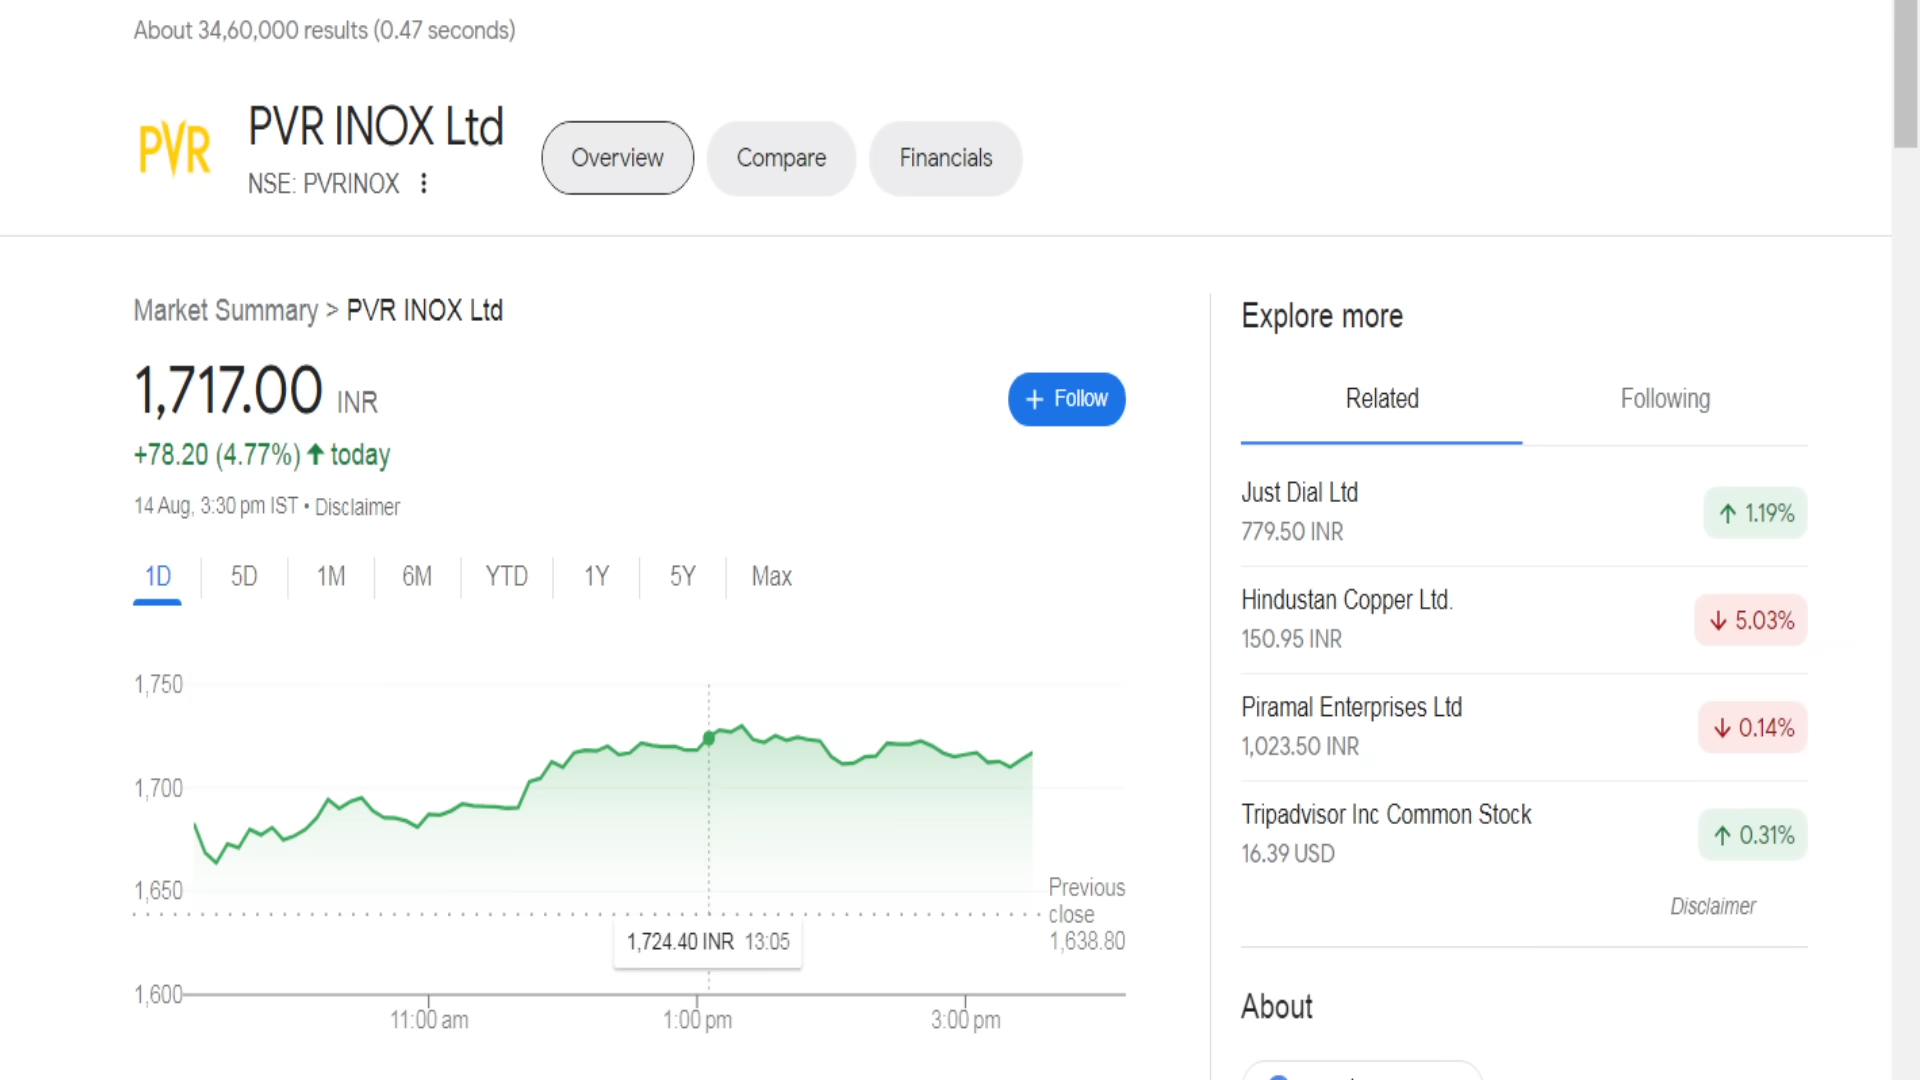 About 34,60,000 results (0.47 seconds)
PVR
PVR INOX Ltd
NSE: PVRINOX
Overview
Compare
Financials
Market Summary > PVR INOX Ltd
1,717.00 INR
+78.20 (4.77%) ↑ today
14 Aug, 3:30 pm IST • Disclaimer
+ Follow
1D
5D
1M
6M
YTD
1Y
5Y
Max
1,750
1,700
1,650
1,600
Previous
close
1,638.80
1,724.40 INR 13:05
11:00 am
1:00 pm
3:00 pm
Explore more
Related
Following
Just Dial Ltd
779.50 INR
↑ 1.19%
Hindustan Copper Ltd.
150.95 INR
↓ 5.03%
Piramal Enterprises Ltd
1,023.50 INR
↓ 0.14%
Tripadvisor Inc Common Stock
16.39 USD
↑ 0.31%
Disclaimer
About